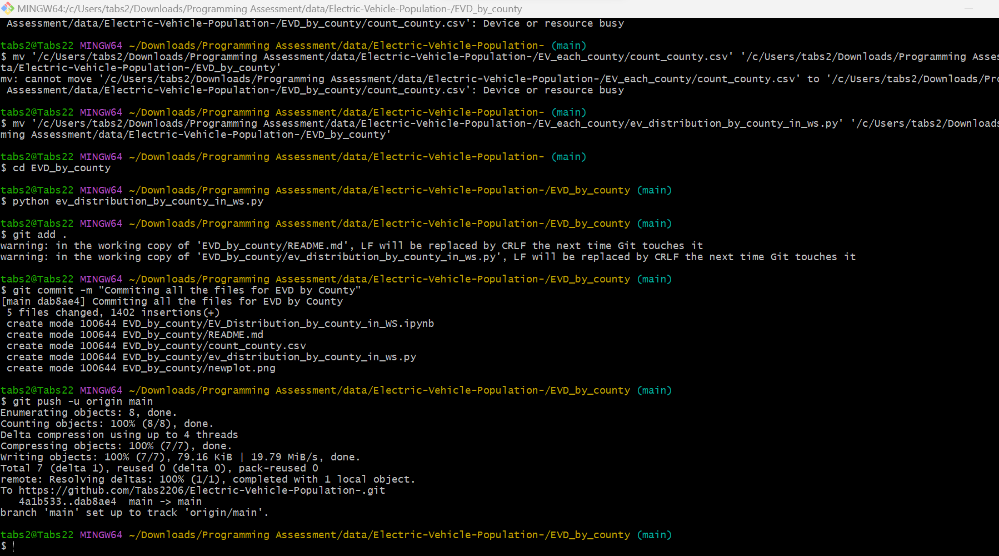 MINGW64:/c/Users/tabs2/Downloads/Programming Assessment/data/Electric-Vehicle-Population-/EVD_by_county
 Assessment/data/Electric-Vehicle-Population-/EVD_by_county/count_county.csv': Device or resource busy
tabs2@Tabs22 MINGW64 ~/Downloads/Programming Assessment/data/Electric-Vehicle-Population- (main)
$ mv '/c/Users/tabs2/Downloads/Programming Assessment/data/Electric-Vehicle-Population-/EV_each_county/count_county.csv' '/c/Users/tabs2/Downloads/Programming Asses
ta/Electric-Vehicle-Population-/EVD_by_county'
mv: cannot move '/c/Users/tabs2/Downloads/Programming Assessment/data/Electric-Vehicle-Population-/EV_each_county/count_county.csv' to '/c/Users/tabs2/Downloads/Pro
 Assessment/data/Electric-Vehicle-Population-/EVD_by_county/count_county.csv': Device or resource busy
tabs2@Tabs22 MINGW64 ~/Downloads/Programming Assessment/data/Electric-Vehicle-Population- (main)
$ mv '/c/Users/tabs2/Downloads/Programming Assessment/data/Electric-Vehicle-Population-/EV_each_county/ev_distribution_by_county_in_ws.py' '/c/Users/tabs2/Downloads
ming Assessment/data/Electric-Vehicle-Population-/EVD_by_county'
tabs2@Tabs22 MINGW64 ~/Downloads/Programming Assessment/data/Electric-Vehicle-Population- (main)
$ cd EVD_by_county
tabs2@Tabs22 MINGW64 ~/Downloads/Programming Assessment/data/Electric-Vehicle-Population-/EVD_by_county (main)
$ python ev_distribution_by_county_in_ws.py
tabs2@Tabs22 MINGW64 ~/Downloads/Programming Assessment/data/Electric-Vehicle-Population-/EVD_by_county (main)
$ git add .
warning: in the working copy of 'EVD_by_county/README.md', LF will be replaced by CRLF the next time Git touches it
warning: in the working copy of 'EVD_by_county/ev_distribution_by_county_in_ws.py', LF will be replaced by CRLF the next time Git touches it
tabs2@Tabs22 MINGW64 ~/Downloads/Programming Assessment/data/Electric-Vehicle-Population-/EVD_by_county (main)
$ git commit -m "Commiting all the files for EVD by County"
[main dab8ae4] Commiting all the files for EVD by County
 5 files changed, 1402 insertions(+)
 create mode 100644 EVD_by_county/EV_Distribution_by_county_in_WS.ipynb
 create mode 100644 EVD_by_county/README.md
 create mode 100644 EVD_by_county/count_county.csv
 create mode 100644 EVD_by_county/ev_distribution_by_county_in_ws.py
 create mode 100644 EVD_by_county/newplot.png
tabs2@Tabs22 MINGW64 ~/Downloads/Programming Assessment/data/Electric-Vehicle-Population-/EVD_by_county (main)
$ git push -u origin main
Enumerating objects: 8, done.
Counting objects: 100% (8/8), done.
Delta compression using up to 4 threads
Compressing objects: 100% (7/7), done.
Writing objects: 100% (7/7), 79.16 KiB | 19.79 MiB/s, done.
Total 7 (delta 1), reused 0 (delta 0), pack-reused 0
remote: Resolving deltas: 100% (1/1), completed with 1 local object.
To https://github.com/Tabs2206/Electric-Vehicle-Population-.git
   4a1b533..dab8ae4  main -> main
branch 'main' set up to track 'origin/main'.
tabs2@Tabs22 MINGW64 ~/Downloads/Programming Assessment/data/Electric-Vehicle-Population-/EVD_by_county (main)
$